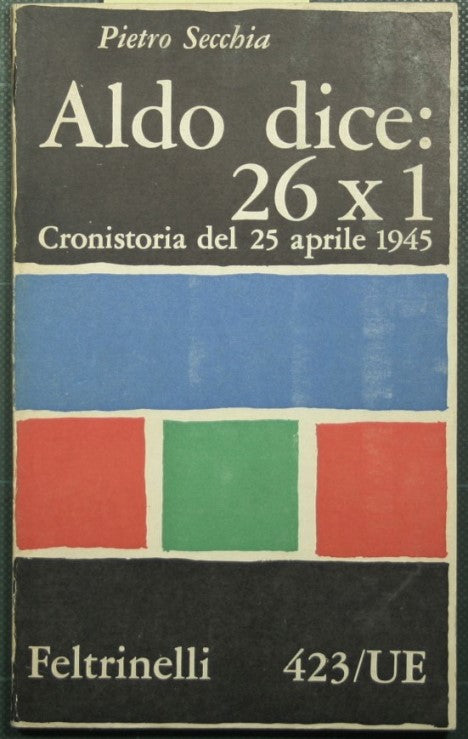 Pietro Secchia
Aldo dice:
26 x 1
Cronistoria del 25 aprile 1945
Feltrinelli 423/UE